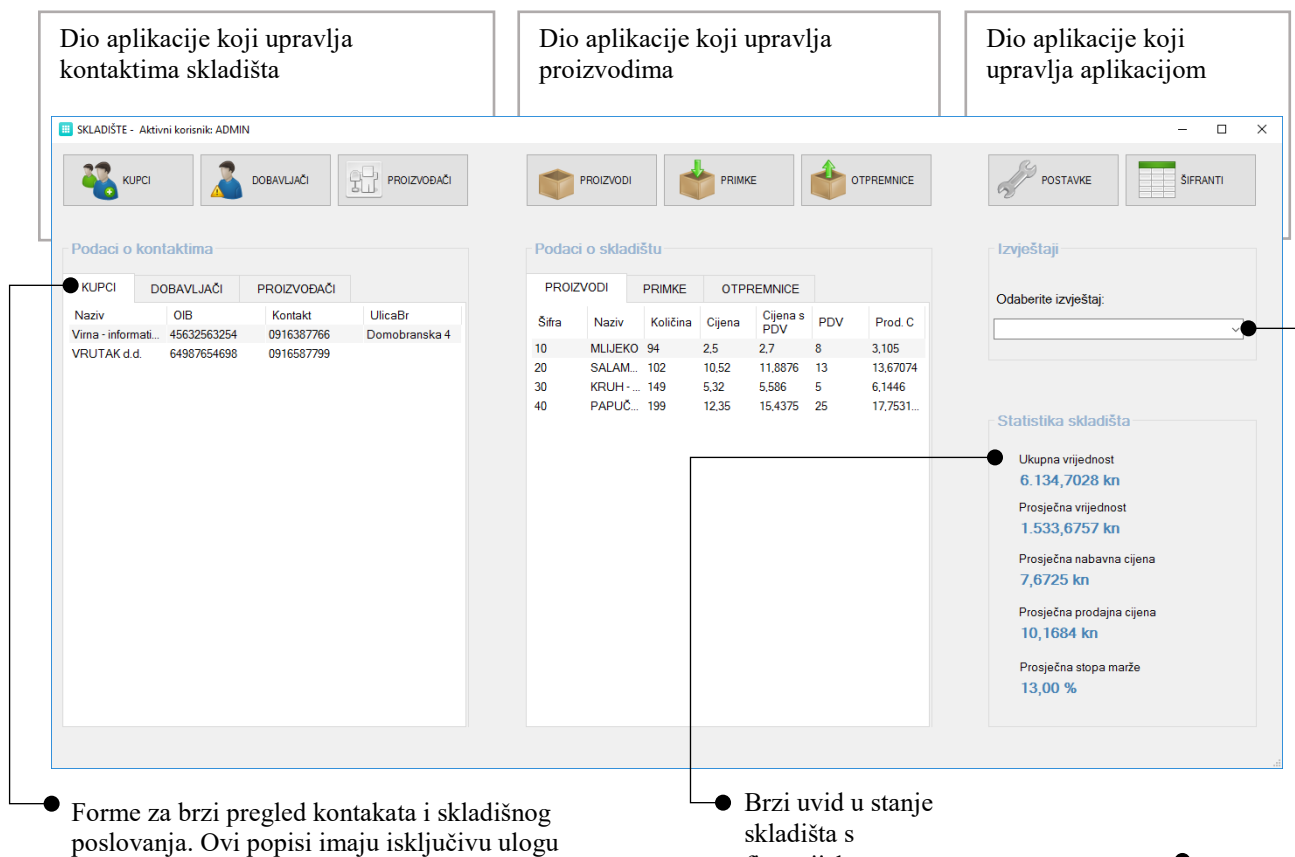 Dio aplikacije koji upravlja
kontaktima skladišta
Dio aplikacije koji upravlja
proizvodima
Dio aplikacije koji
upravlja aplikacijom
SKLADIŠTE - Aktivni korisnik: ADMIN
KUPCI
DOBAVLJAČI
PROIZVOĐAČI
PROIZVODI
PRIMKE
OTPREMNICE
POSTAVKE
ŠIFRANTI
Podaci o kontaktima
KUPCI DOBAVLJAČI PROIZVOĐAČI
Naziv OIB Kontakt UlicaBr
Virna - informati... 45632563254 0916387766 Domobranska 4
VRUTAK d.d. 64987654698 0916587799
Podaci o skladištu
PROIZVODI PRIMKE OTPREMNICE
Šifra Naziv Količina Cijena Cijena s PDV PDV Prod. C
10 MLIJEKO 94 2,5 2,7 8 3,105
20 SALAM... 102 10,52 11,8876 13 13,67074
30 KRUH - ... 149 5,32 5,586 5 6,1446
40 PAPUČ... 199 12,35 15,4375 25 17,7531...
Izvještaji
Odaberite izvještaj:
Statistika skladišta
Ukupna vrijednost
6.134,7028 kn
Prosječna vrijednost
1.533,6757 kn
Prosječna nabavna cijena
7,6725 kn
Prosječna prodajna cijena
10,1684 kn
Prosječna stopa marže
13,00 %
Forme za brzi pregled kontakata i skladišnog
poslovanja. Ovi popisi imaju isključivu ulogu
Brzi uvid u stanje
skladišta s